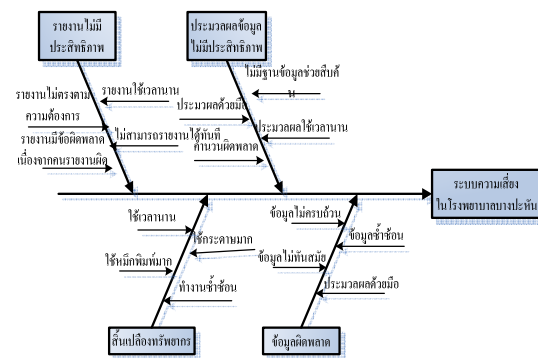 รายงานไม่มี
ประสิทธิภาพ
ประมวลผลข้อมูล
ไม่มีประสิทธิภาพ
รายงานไม่ตรงตาม
ความต้องการ
รายงานใช้เวลานาน
รายงานมีข้อผิดพลาด
เนื่องจากคนรายงานผิด
ไม่สามารถรายงานได้ทันที
ไม่มีฐานข้อมูลช่วยสืบค้
น
ประมวผลด้วยมือ
ประมวลผลใช้เวลานาน
คำนวนผิดพลาด
ระบบความเสี่ยง
ในโรงพยาบาลบางปะหัน
ใช้เวลานาน
ใช้กระดาษมาก
ใช้หมึกพิมพ์มาก
ทำงานซ้ำซ้อน
ข้อมูลไม่ครบถ้วน
ข้อมูลซ้ำซ้อน
ข้อมูลไม่ทันสมัย
ประมวลผลด้วยมือ
สิ้นเปลืองทรัพยากร
ข้อมูลผิดพลาด